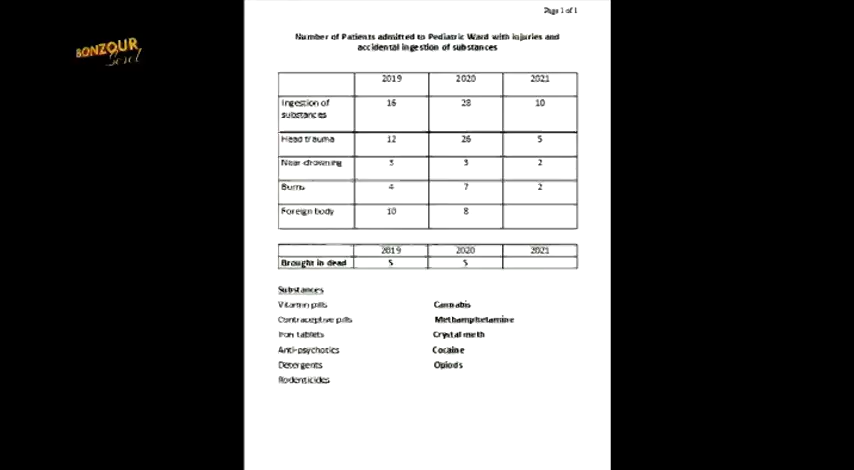 Page 1 of 1
BONZOUR
Sesel
Number of Patients admitted to Pediatric Ward with injuries and
accidental ingestion of substances
2019 2020 2021
Ingestion of substances 16 28 10
Head trauma 12 26 5
Near drowning 3 3 2
Burns 4 7 2
Foreign body 10 8
2019 2020 2021
Brought in dead 5 5
Substances
Vitamin pills Cannabis
Contraceptive pills Methamphetamine
Iron tablets Crystal meth
Anti-psychotics Cocaine
Detergents Opiods
Rodenticides